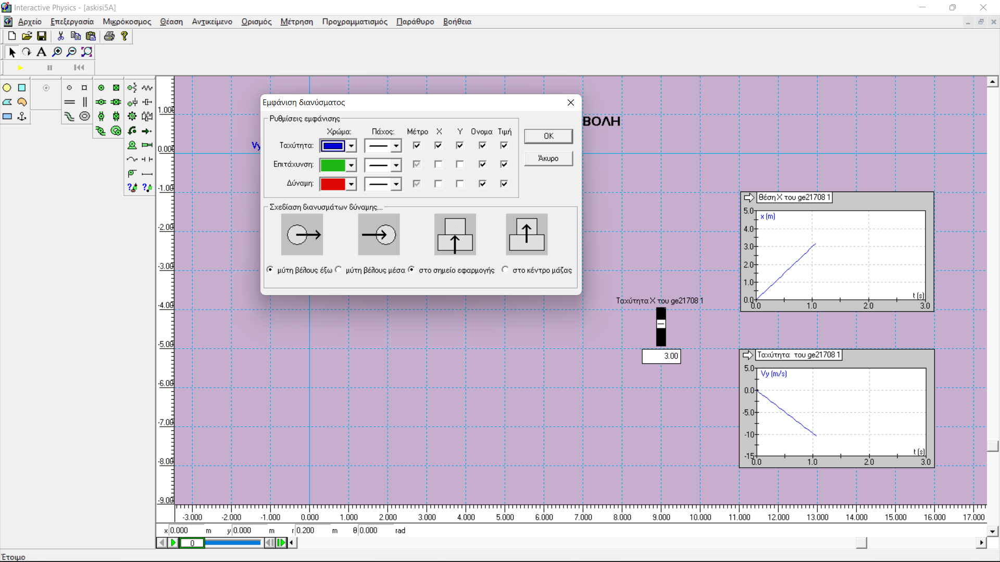 Interactive Physics - [askisi5A]
Αρχείο Επεξεργασία Μικρόκοσμος Θέαση Αντικείμενο Ορισμός Μέτρηση Προγραμματισμός Παράθυρο Βοήθεια
A
Εμφάνιση διανύσματος
Ρυθμίσεις εμφάνισης
Χρώμα: Πάχος: Μέτρο X Y Ονομα Τιμή
Ταχύτητα:
Επιτάχυνση:
Δύναμη:
OK
Άκυρο
Σχεδίαση διανυσμάτων δύναμης...
μύτη βέλους έξω μύτη βέλους μέσα στο σημείο εφαρμογής στο κέντρο μάζας
ΒΟΛΗ
Vy
1.00
0.00
-1.00
-2.00
-3.00
-4.00
-5.00
-6.00
-7.00
-8.00
-9.00
Ταχύτητα X του ge21708 1
3.00
Θέση X του ge21708 1
x (m)
5.0
4.0
3.0
2.0
1.0
0.0
t (s)
0.0 1.0 2.0 3.0
Ταχύτητα του ge21708 1
Vy (m/s)
5.0
0.0
-5.0
-10
-15
t (s)
0.0 1.0 2.0 3.0
-3.000 -2.000 -1.000 0.000 1.000 2.000 3.000 4.000 5.000 6.000 7.000 8.000 9.000 10.000 11.000 12.000 13.000 14.000 15.000 16.000 17.000
x 0.000 m y 0.000 m r 0.200 m θ 0.000 rad
0
Έτοιμο